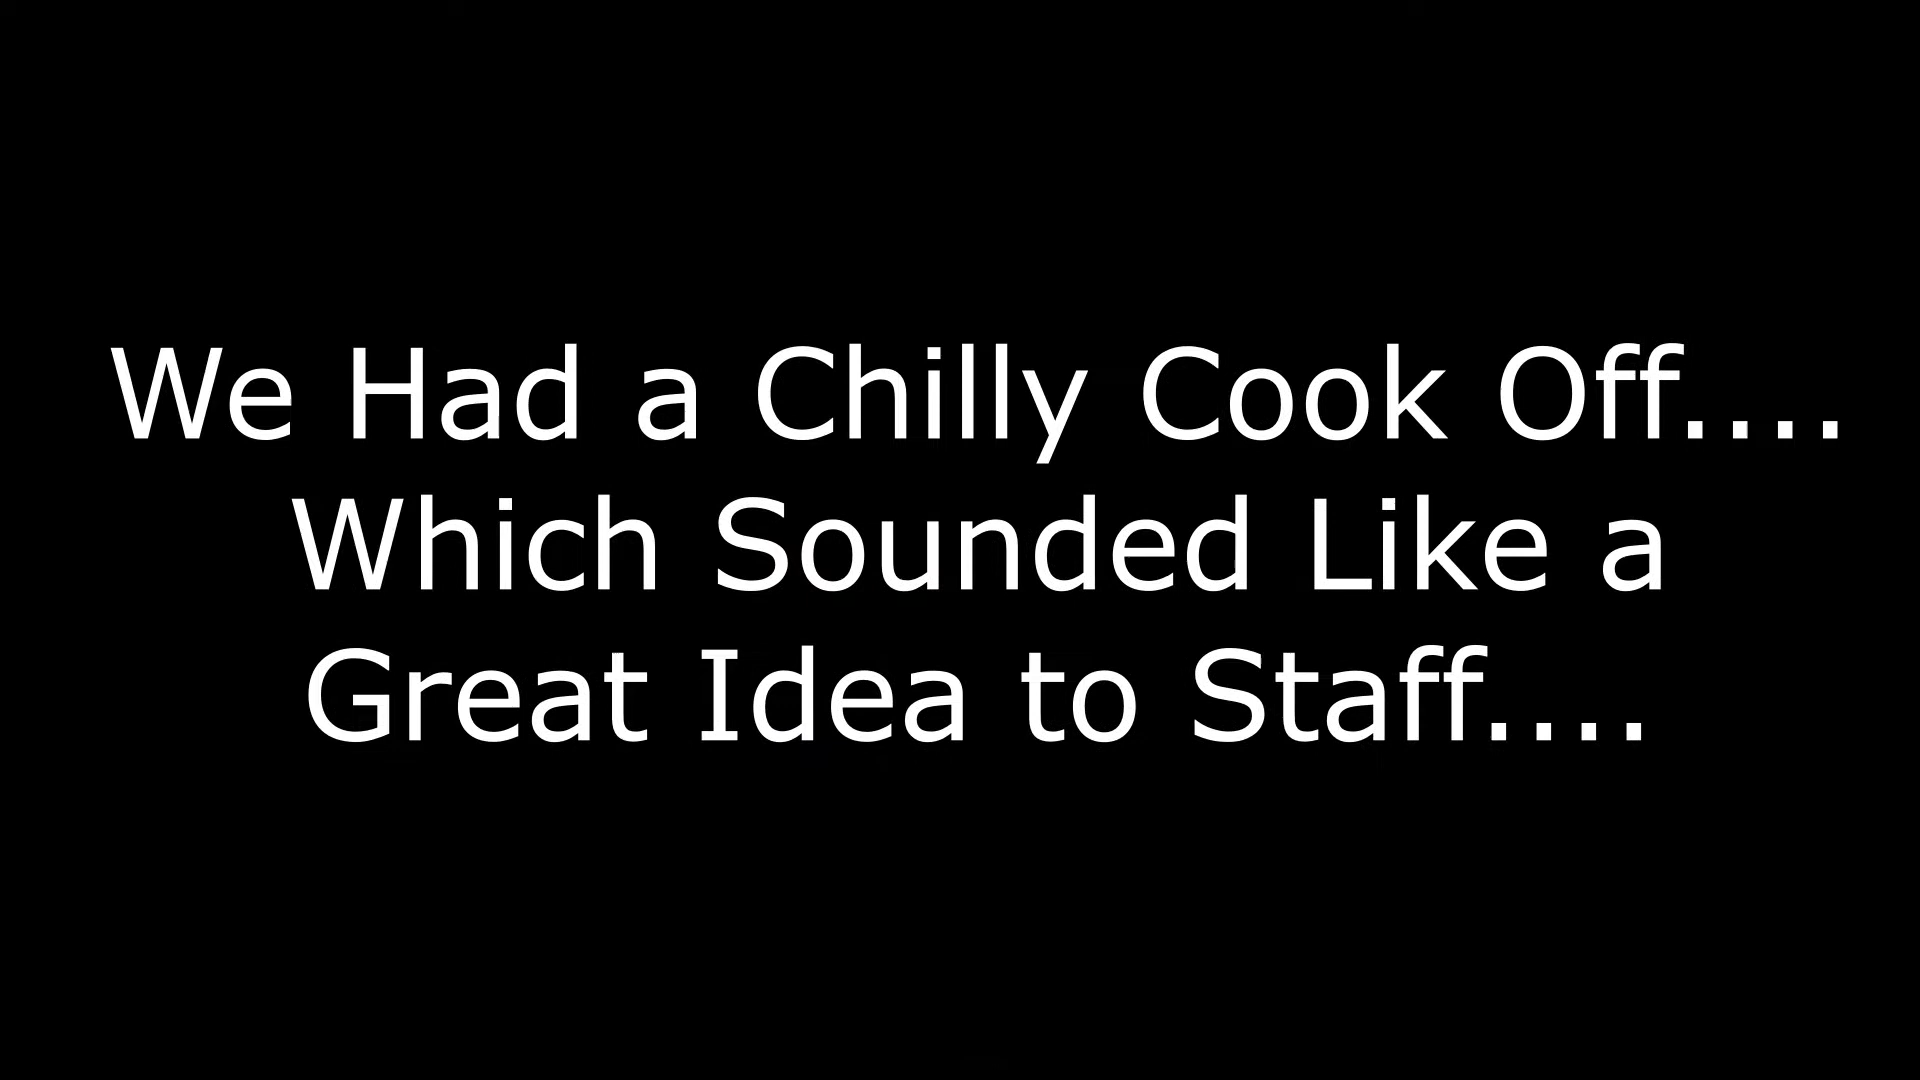 We Had a Chilly Cook Off....
Which Sounded Like a
Great Idea to Staff....